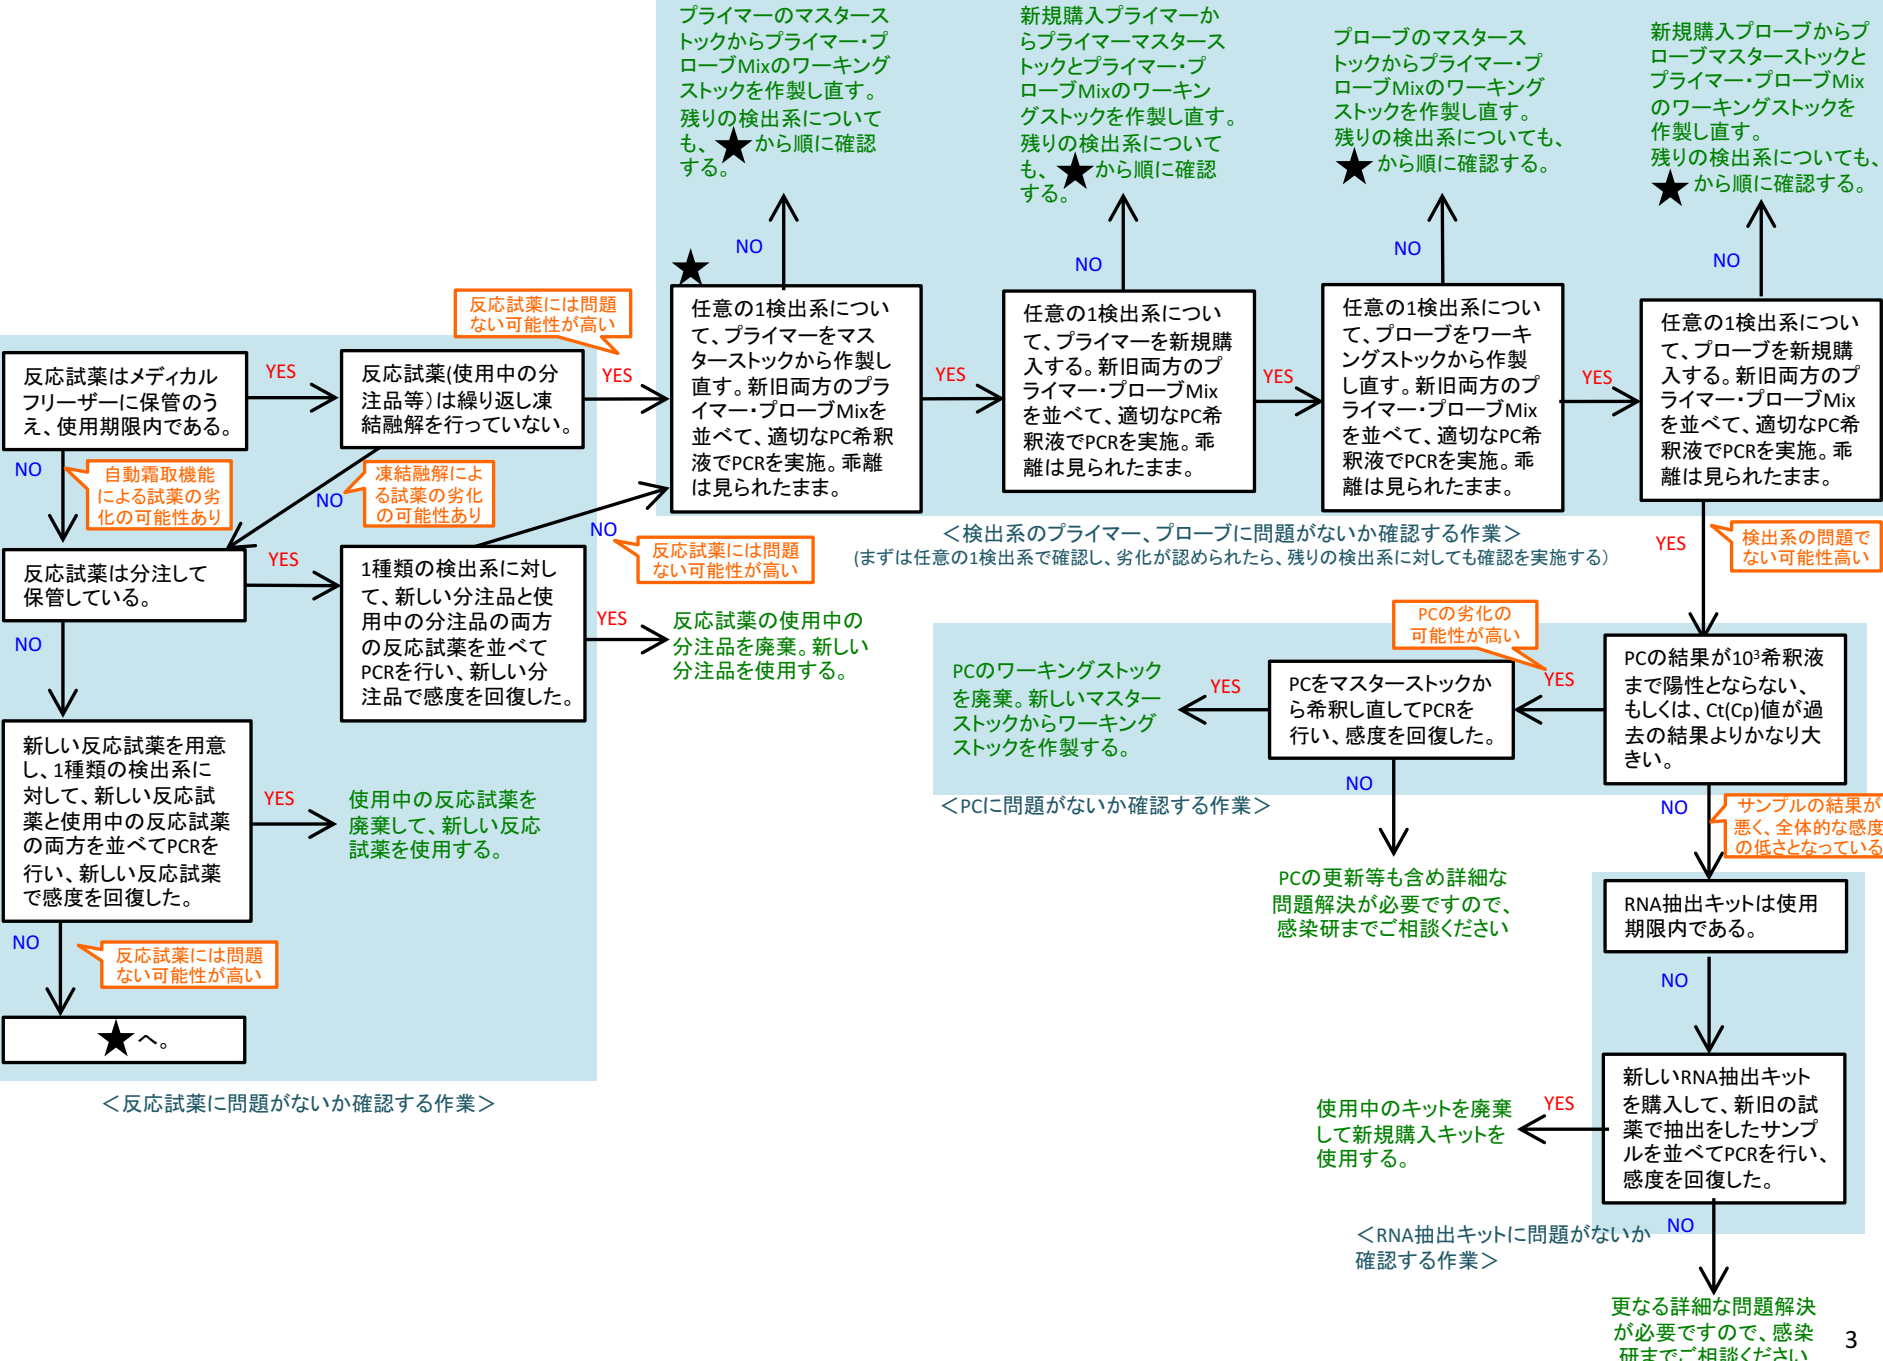 プライマーのマスタース
トックからプライマー・プ
ローブMixのワーキング
ストックを作製し直す。
残りの検出系について
も、★から順に確認
する。
新規購入プライマーか
らプライマーマスタース
トックとプライマー・プ
ローブMixのワーキン
グストックを作製し直す。
残りの検出系について
も、★から順に確認
する。
プローブのマスタース
トックからプライマー・プ
ローブMixのワーキング
ストックを作製し直す。
残りの検出系についても、
★から順に確認する。
新規購入プローブからプ
ローブマスターストックと
プライマー・プローブMix
のワーキングストックを
作製し直す。
残りの検出系についても、
★から順に確認する。
NO
NO
NO
NO
★
反応試薬には問題
ない可能性が高い
反応試薬はメディカル
フリーザーに保管のう
え、使用期限内である。
YES
反応試薬(使用中の分
注品等)は繰り返し凍
結融解を行っていない。
YES
任意の1検出系につい
て、プライマーをマス
ターストックから作製し
直す。新旧両方のプラ
イマー・プローブMixを
並べて、適切なPC希釈
液でPCRを実施。乖離
は見られたまま。
YES
任意の1検出系につい
て、プライマーを新規購
入する。新旧両方のプ
ライマー・プローブMix
を並べて、適切なPC希
釈液でPCRを実施。乖
離は見られたまま。
YES
任意の1検出系につい
て、プローブをワーキ
ングストックから作製
し直す。新旧両方のプ
ライマー・プローブMix
を並べて、適切なPC希
釈液でPCRを実施。乖
離は見られたまま。
YES
任意の1検出系につい
て、プローブを新規購
入する。新旧両方のプ
ライマー・プローブMix
を並べて、適切なPC希
釈液でPCRを実施。乖
離は見られたまま。
NO
自動霜取機能
による試薬の劣
化の可能性あり
NO
凍結融解によ
る試薬の劣化
の可能性あり
NO
反応試薬には問題
ない可能性が高い
＜検出系のプライマー、プローブに問題がないか確認する作業＞
(まずは任意の1検出系で確認し、劣化が認められたら、残りの検出系に対しても確認を実施する)
YES
検出系の問題で
ない可能性高い
反応試薬は分注して
保管している。
YES
1種類の検出系に対し
て、新しい分注品と使
用中の分注品の両方
の反応試薬を並べて
PCRを行い、新しい分
注品で感度を回復した。
YES
反応試薬の使用中の
分注品を廃棄。新しい
分注品を使用する。
NO
PCの劣化の
可能性が高い
PCのワーキングストック
を廃棄。新しいマスター
ストックからワーキング
ストックを作製する。
YES
PCをマスターストックか
ら希釈し直してPCRを
行い、感度を回復した。
YES
PCの結果が10³希釈液
まで陽性とならない、
もしくは、Ct(Cp)値が過
去の結果よりかなり大
きい。
新しい反応試薬を用意
し、1種類の検出系に
対して、新しい反応試
薬と使用中の反応試薬
の両方を並べてPCRを
行い、新しい反応試薬
で感度を回復した。
YES
使用中の反応試薬を
廃棄して、新しい反応
試薬を使用する。
＜PCに問題がないか確認する作業＞
NO
NO
サンプルの結果が
悪く、全体的な感度
の低さとなっている
PCの更新等も含め詳細な
問題解決が必要ですので、
感染研までご相談ください
RNA抽出キットは使用
期限内である。
NO
反応試薬には問題
ない可能性が高い
NO
★へ。
＜反応試薬に問題がないか確認する作業＞
使用中のキットを廃棄
して新規購入キットを
使用する。
YES
新しいRNA抽出キット
を購入して、新旧の試
薬で抽出をしたサンプ
ルを並べてPCRを行い、
感度を回復した。
＜RNA抽出キットに問題がないか
確認する作業＞
NO
更なる詳細な問題解決
が必要ですので、感染
研までご相談ください
3